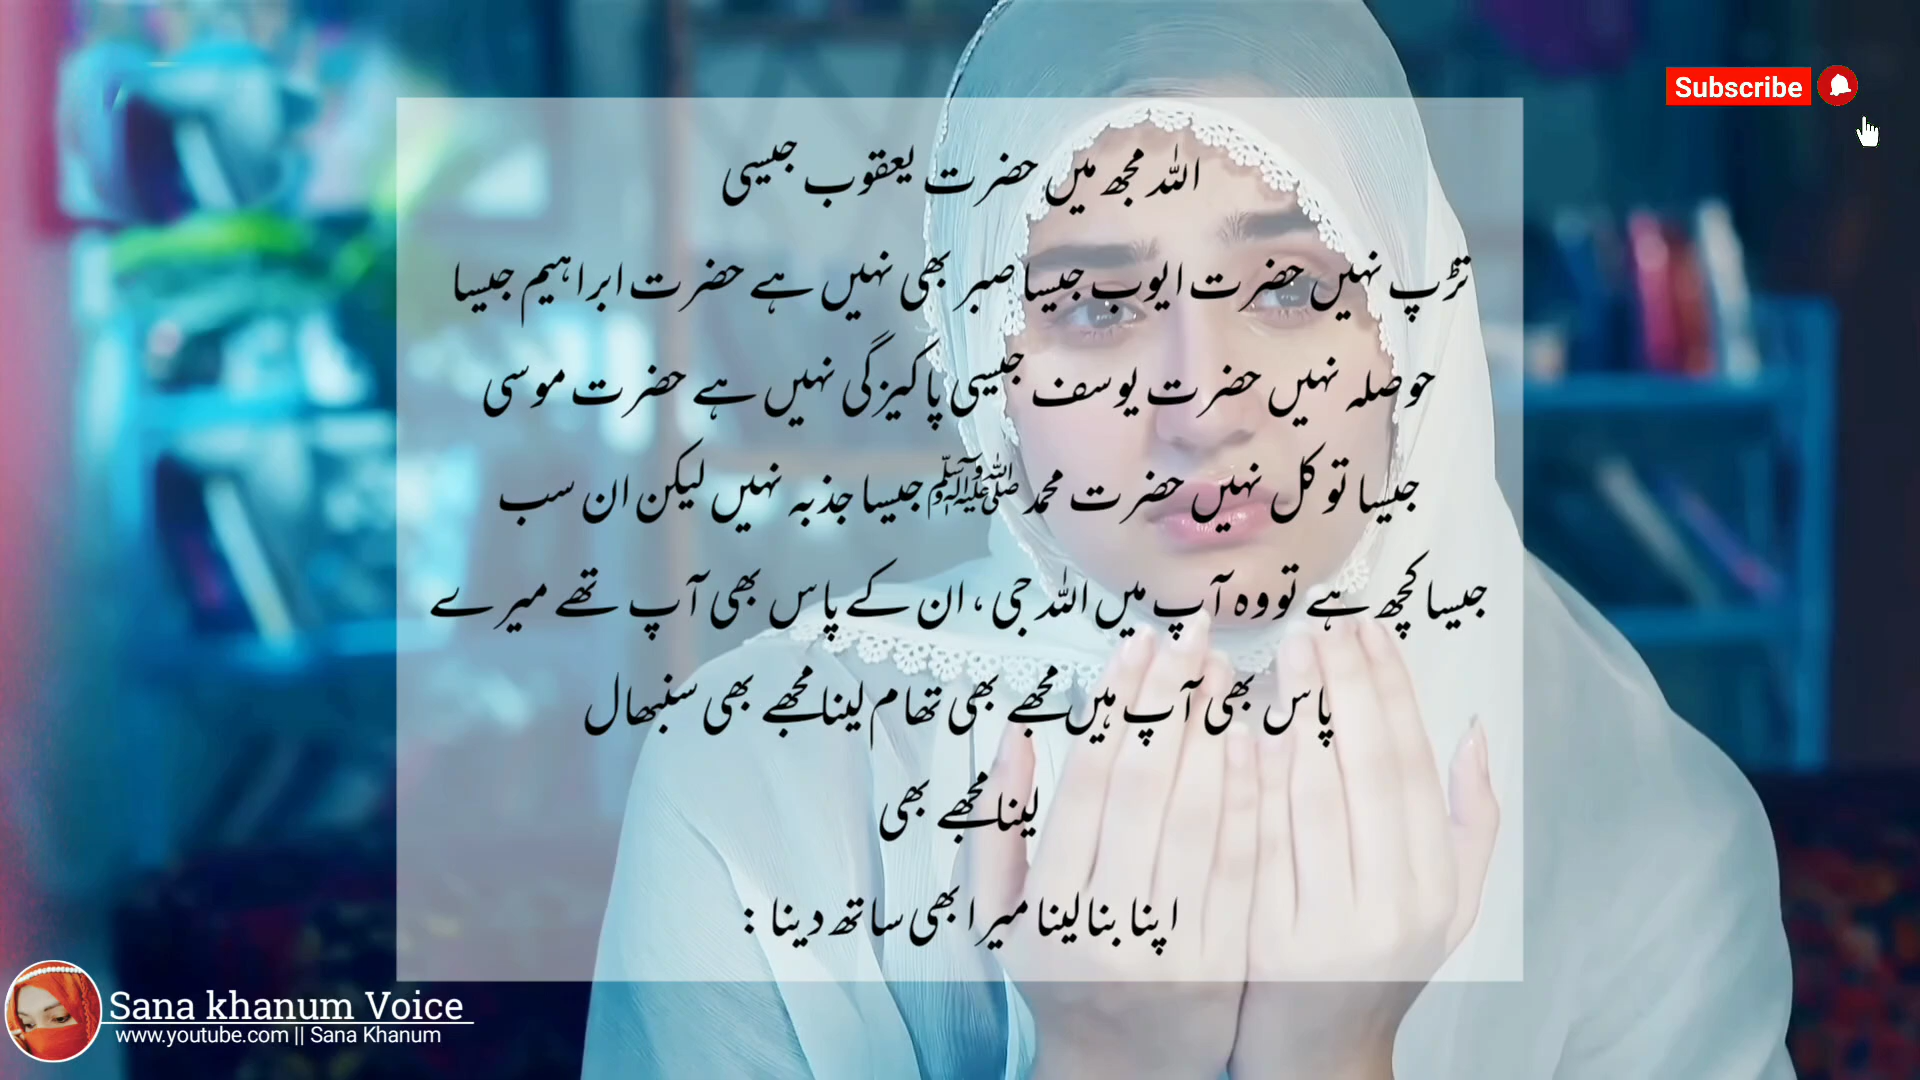 Subscribe
اللہ مجھ میں حضرت یعقوب جیسی
تڑپ نہیں حضرت ایوب جیسا صبر بھی نہیں ہے حضرت ابراہیم جیسا
حوصلہ نہیں حضرت یوسف جیسی پاکیزگی نہیں ہے حضرت موسی
جیسا توکل نہیں حضرت محمد ﷺ جیسا جذبہ نہیں لیکن ان سب
جیسا کچھ ہے تو وہ آپ میں اللہ جی ، ان کے پاس بھی آپ تھے میرے
پاس بھی آپ ہیں مجھے بھی تھام لینا مجھے بھی سنبھال
لینا مجھے بھی
اپنا بنا لینا میرا بھی ساتھ دینا :
Sana khanum Voice
www.youtube.com || Sana Khanum